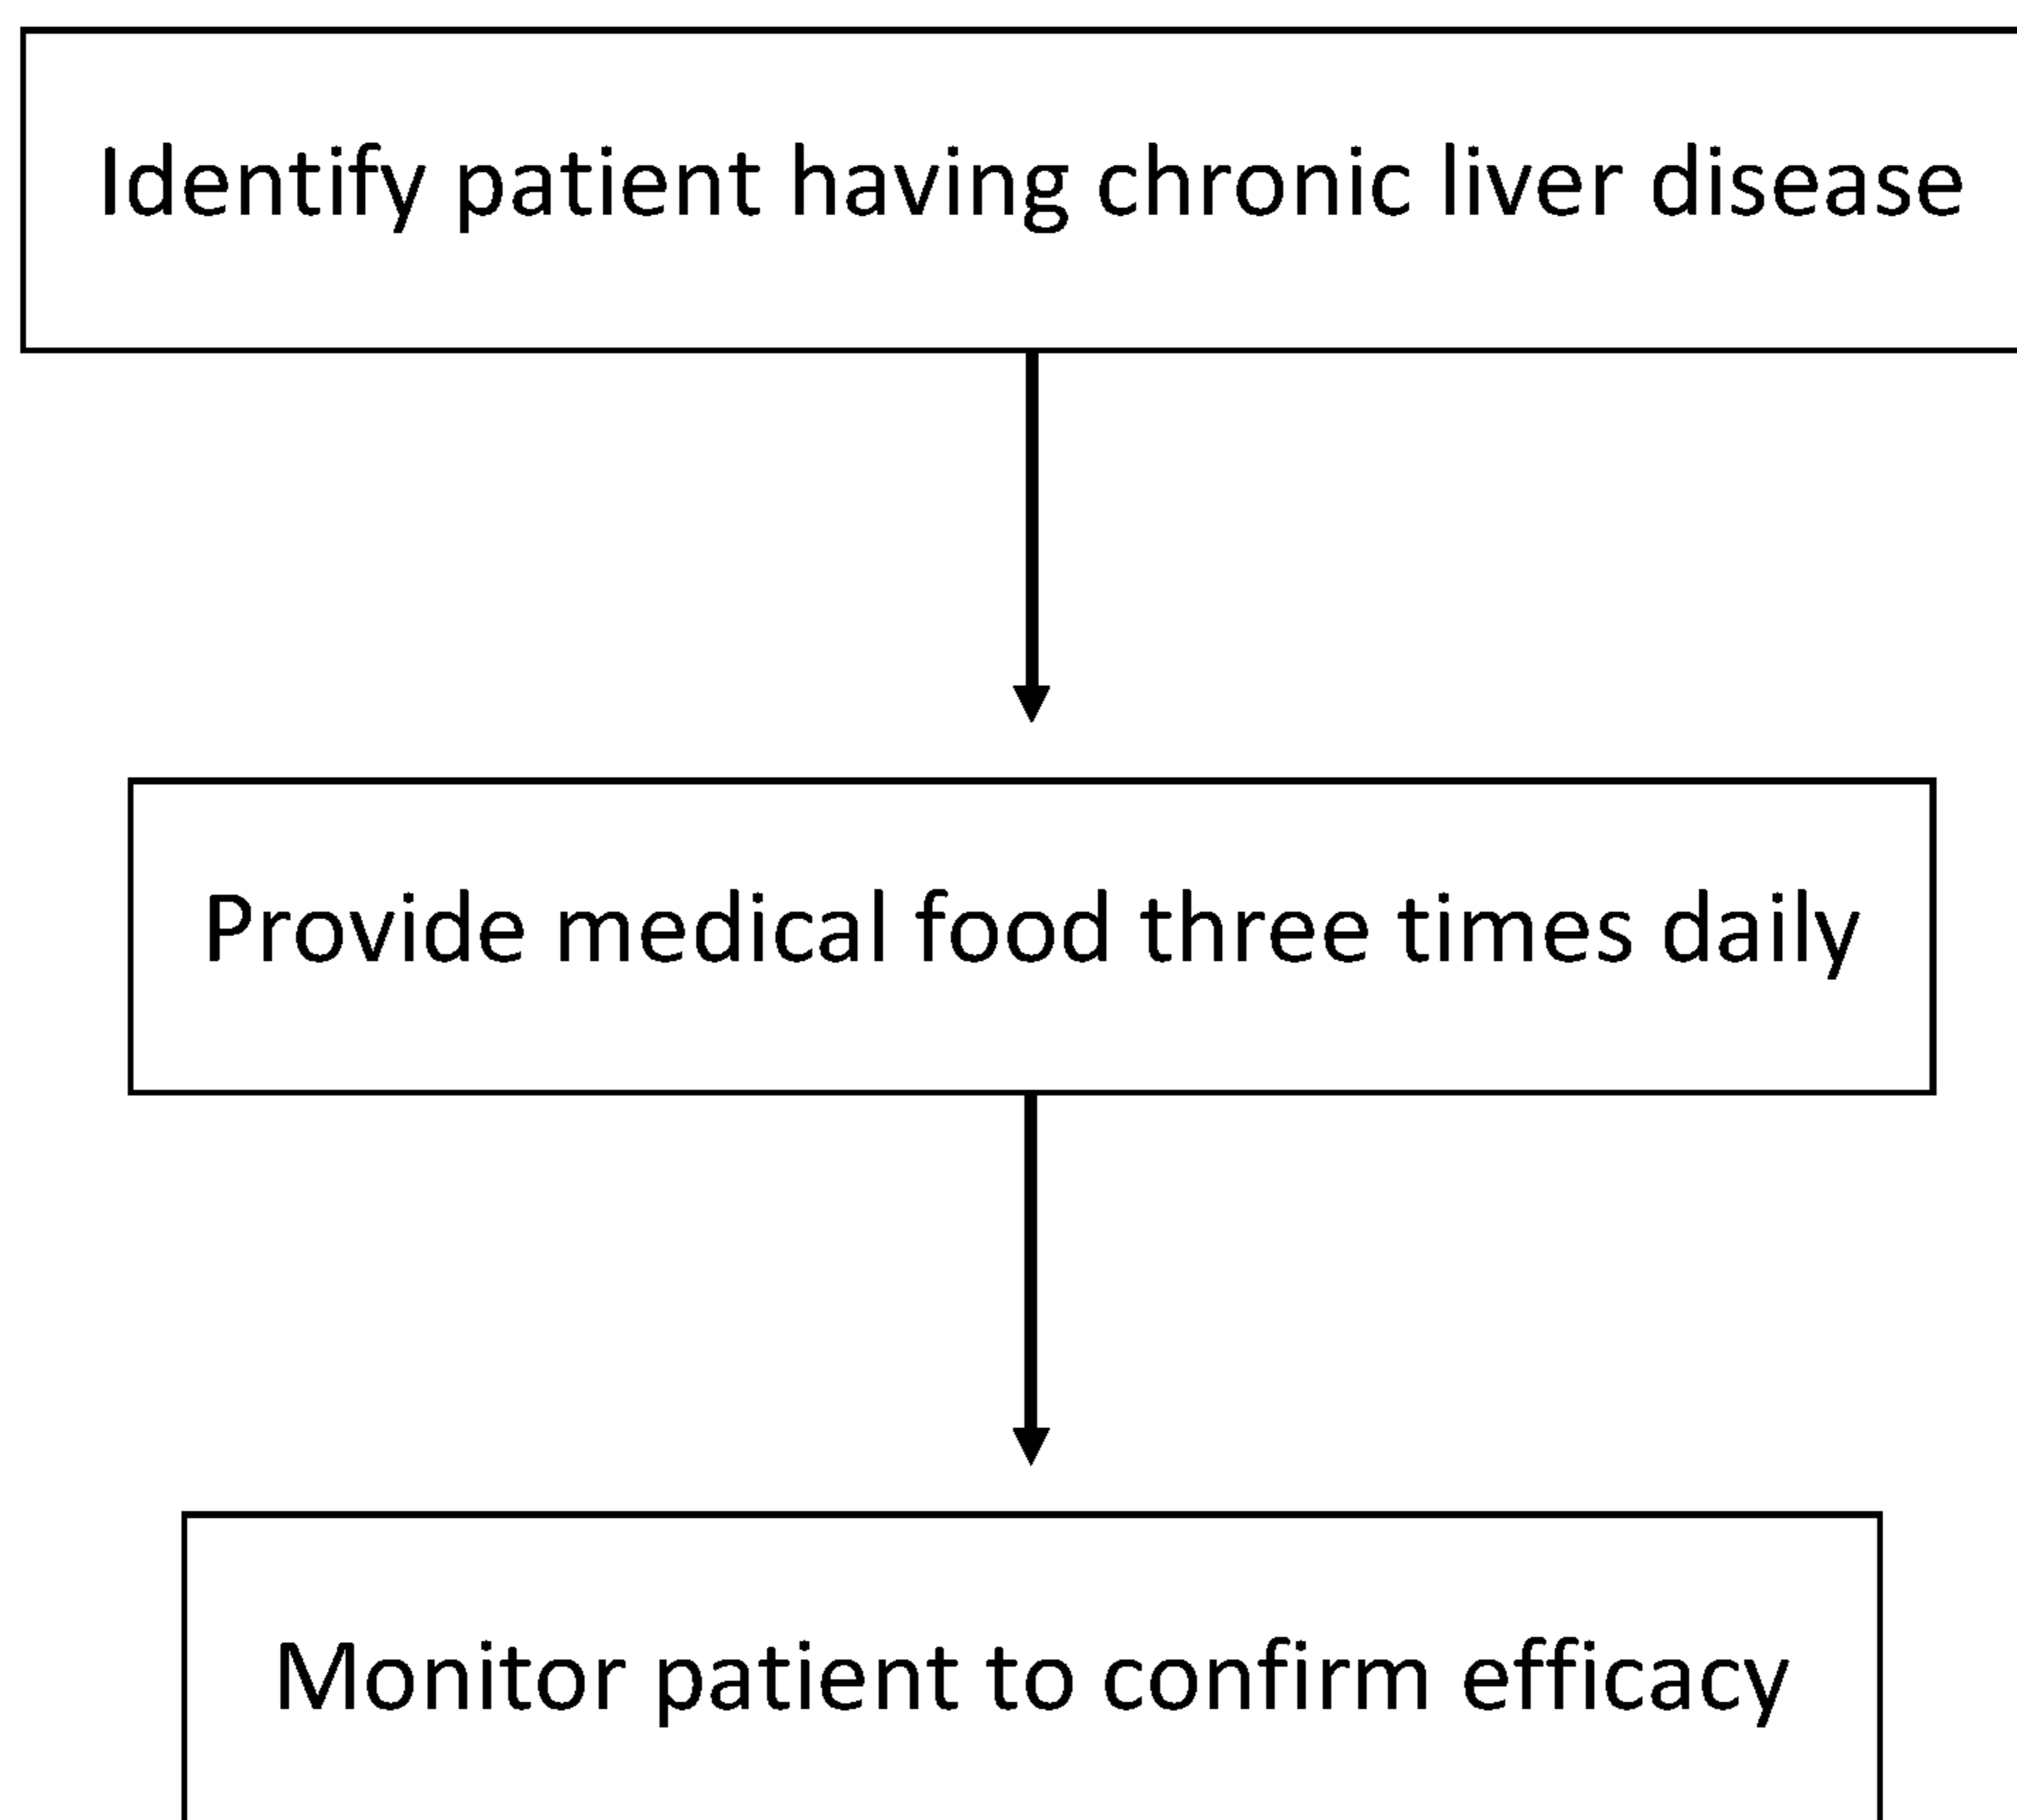 Identify patient having chronic liver disease
Provide medical food three times daily
Monitor patient to confirm efficacy